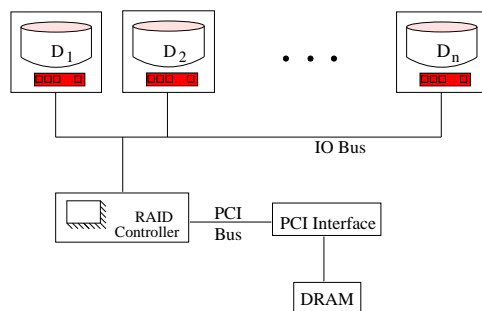 D1
D2
Dn
IO Bus
RAID
Controller
PCI
Bus
PCI Interface
DRAM